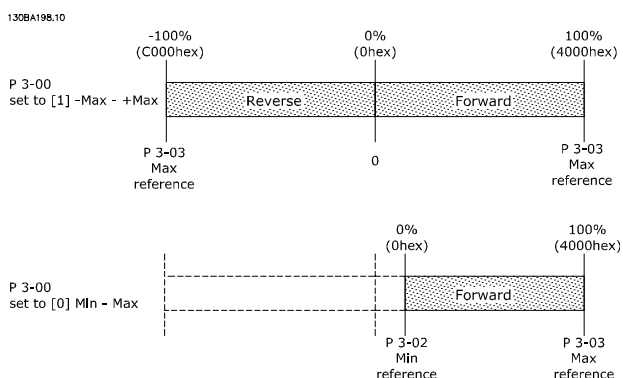 130BA198.10
-100% 0% 100%
(C000hex) (0hex) (4000hex)
P 3-00
set to [1] -Max - +Max
Reverse Forward
P 3-03 0 P 3-03
Max Max
reference reference
0% 100%
(0hex) (4000hex)
P 3-00
set to [0] MIn - Max
Forward
P 3-02 P 3-03
Min Max
reference reference